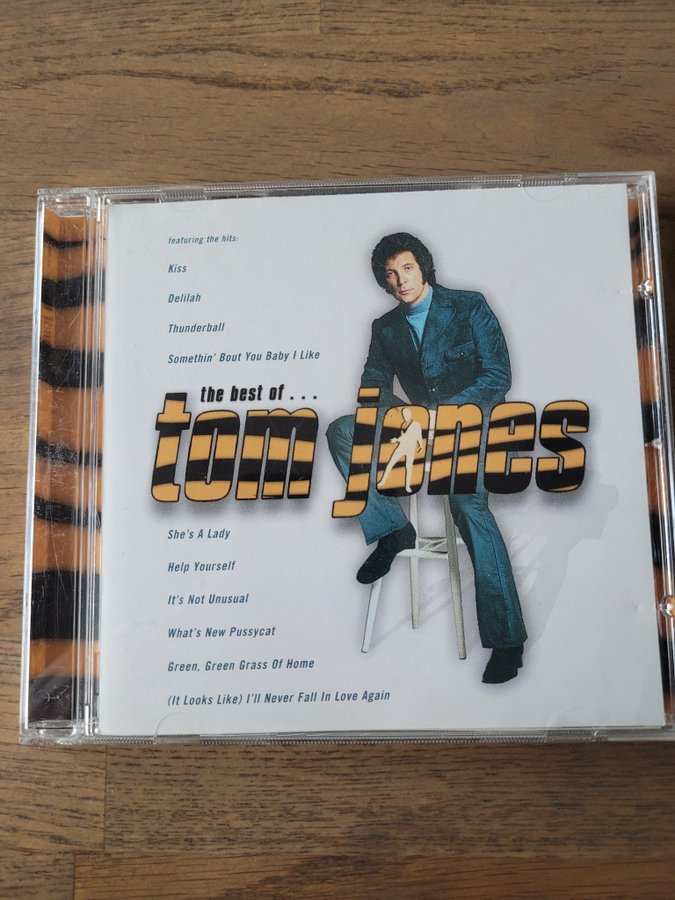 featuring the hits:
Kiss
Delilah
Thunderball
Somethin' Bout You Baby I Like
the best of...
tom jones
She's A Lady
Help Yourself
It's Not Unusual
What's New Pussycat
Green, Green Grass Of Home
(It Looks Like) I'll Never Fall In Love Again